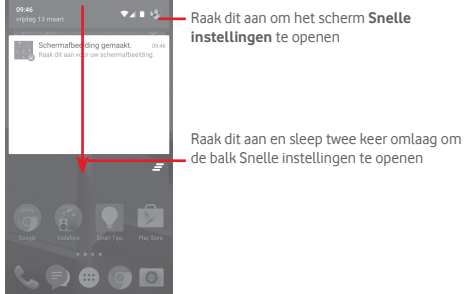 09:46
vrijdag 13 maart
Raak dit aan om het scherm Snelle
instellingen te openen
Schermafbeelding gemaakt. 09:46
Raak dit aan voor uw schermafbeelding.
Raak dit aan en sleep twee keer omlaag om
de balk Snelle instellingen te openen
Google Vodafone Smart Tips Play Store